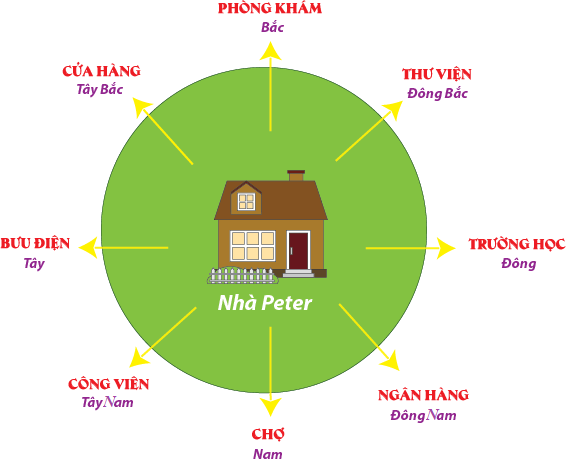 PHÒNG KHÁM
Bắc
CỬA HÀNG
Tây Bắc
THƯ VIỆN
Đông Bắc
BƯU ĐIỆN
Tây
TRƯỜNG HỌC
Đông
Nhà Peter
CÔNG VIÊN
TâyNam
NGÂN HÀNG
ĐôngNam
CHỢ
Nam